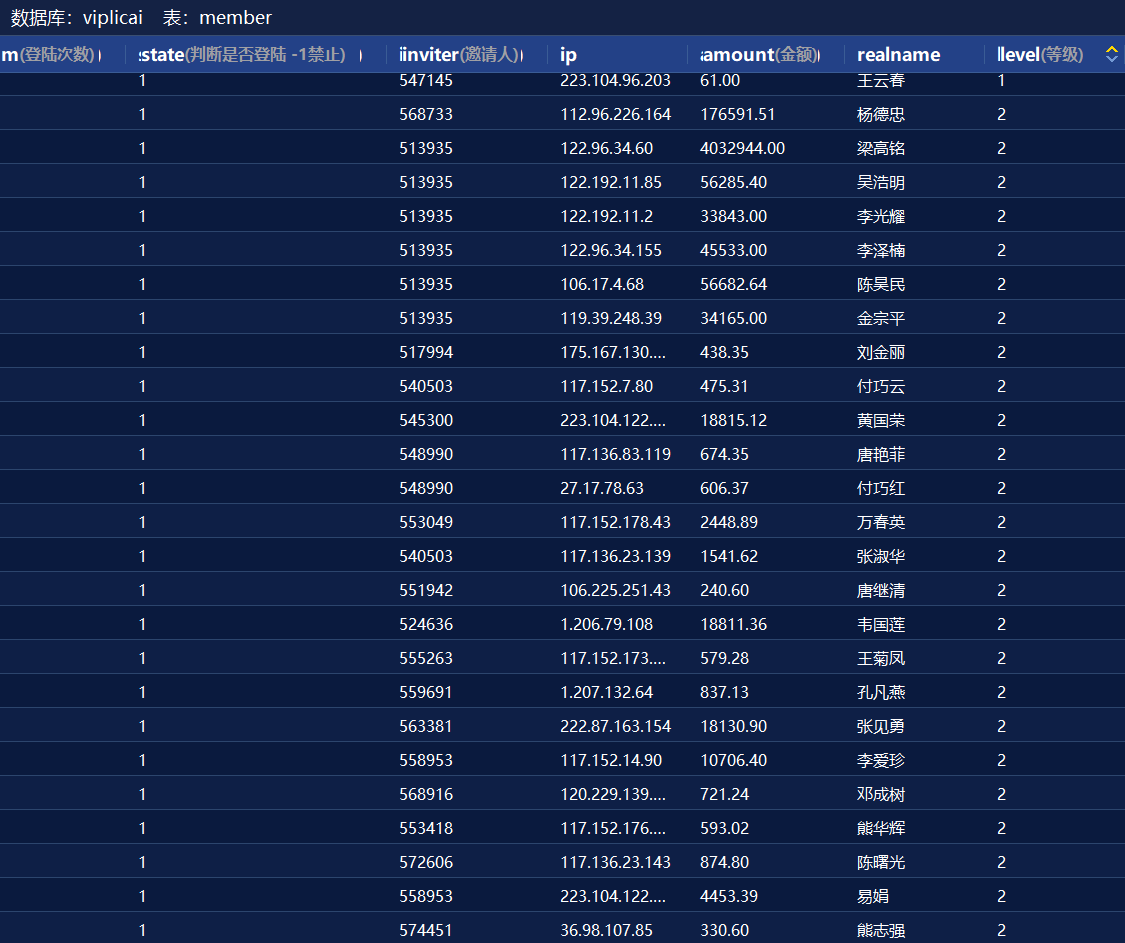 数据库：viplicai 表：member
m(登陆次数) state(判断是否登陆 -1禁止) inviter(邀请人) ip amount(金额) realname level(等级)
1 547145 223.104.96.203 61.00 王云春 1
1 568733 112.96.226.164 176591.51 杨德忠 2
1 513935 122.96.34.60 4032944.00 梁高铭 2
1 513935 122.192.11.85 56285.40 吴浩明 2
1 513935 122.192.11.2 33843.00 李光耀 2
1 513935 122.96.34.155 45533.00 李泽楠 2
1 513935 106.17.4.68 56682.64 陈昊民 2
1 513935 119.39.248.39 34165.00 金宗平 2
1 517994 175.167.130.... 438.35 刘金丽 2
1 540503 117.152.7.80 475.31 付巧云 2
1 545300 223.104.122.... 18815.12 黄国荣 2
1 548990 117.136.83.119 674.35 唐艳菲 2
1 548990 27.17.78.63 606.37 付巧红 2
1 553049 117.152.178.43 2448.89 万春英 2
1 540503 117.136.23.139 1541.62 张淑华 2
1 551942 106.225.251.43 240.60 唐继清 2
1 524636 1.206.79.108 18811.36 韦国莲 2
1 555263 117.152.173.... 579.28 王菊凤 2
1 559691 1.207.132.64 837.13 孔凡燕 2
1 563381 222.87.163.154 18130.90 张见勇 2
1 558953 117.152.14.90 10706.40 李爱珍 2
1 568916 120.229.139.... 721.24 邓成树 2
1 553418 117.152.176.... 593.02 熊华辉 2
1 572606 117.136.23.143 874.80 陈曙光 2
1 558953 223.104.122.... 4453.39 易娟 2
1 574451 36.98.107.85 330.60 熊志强 2